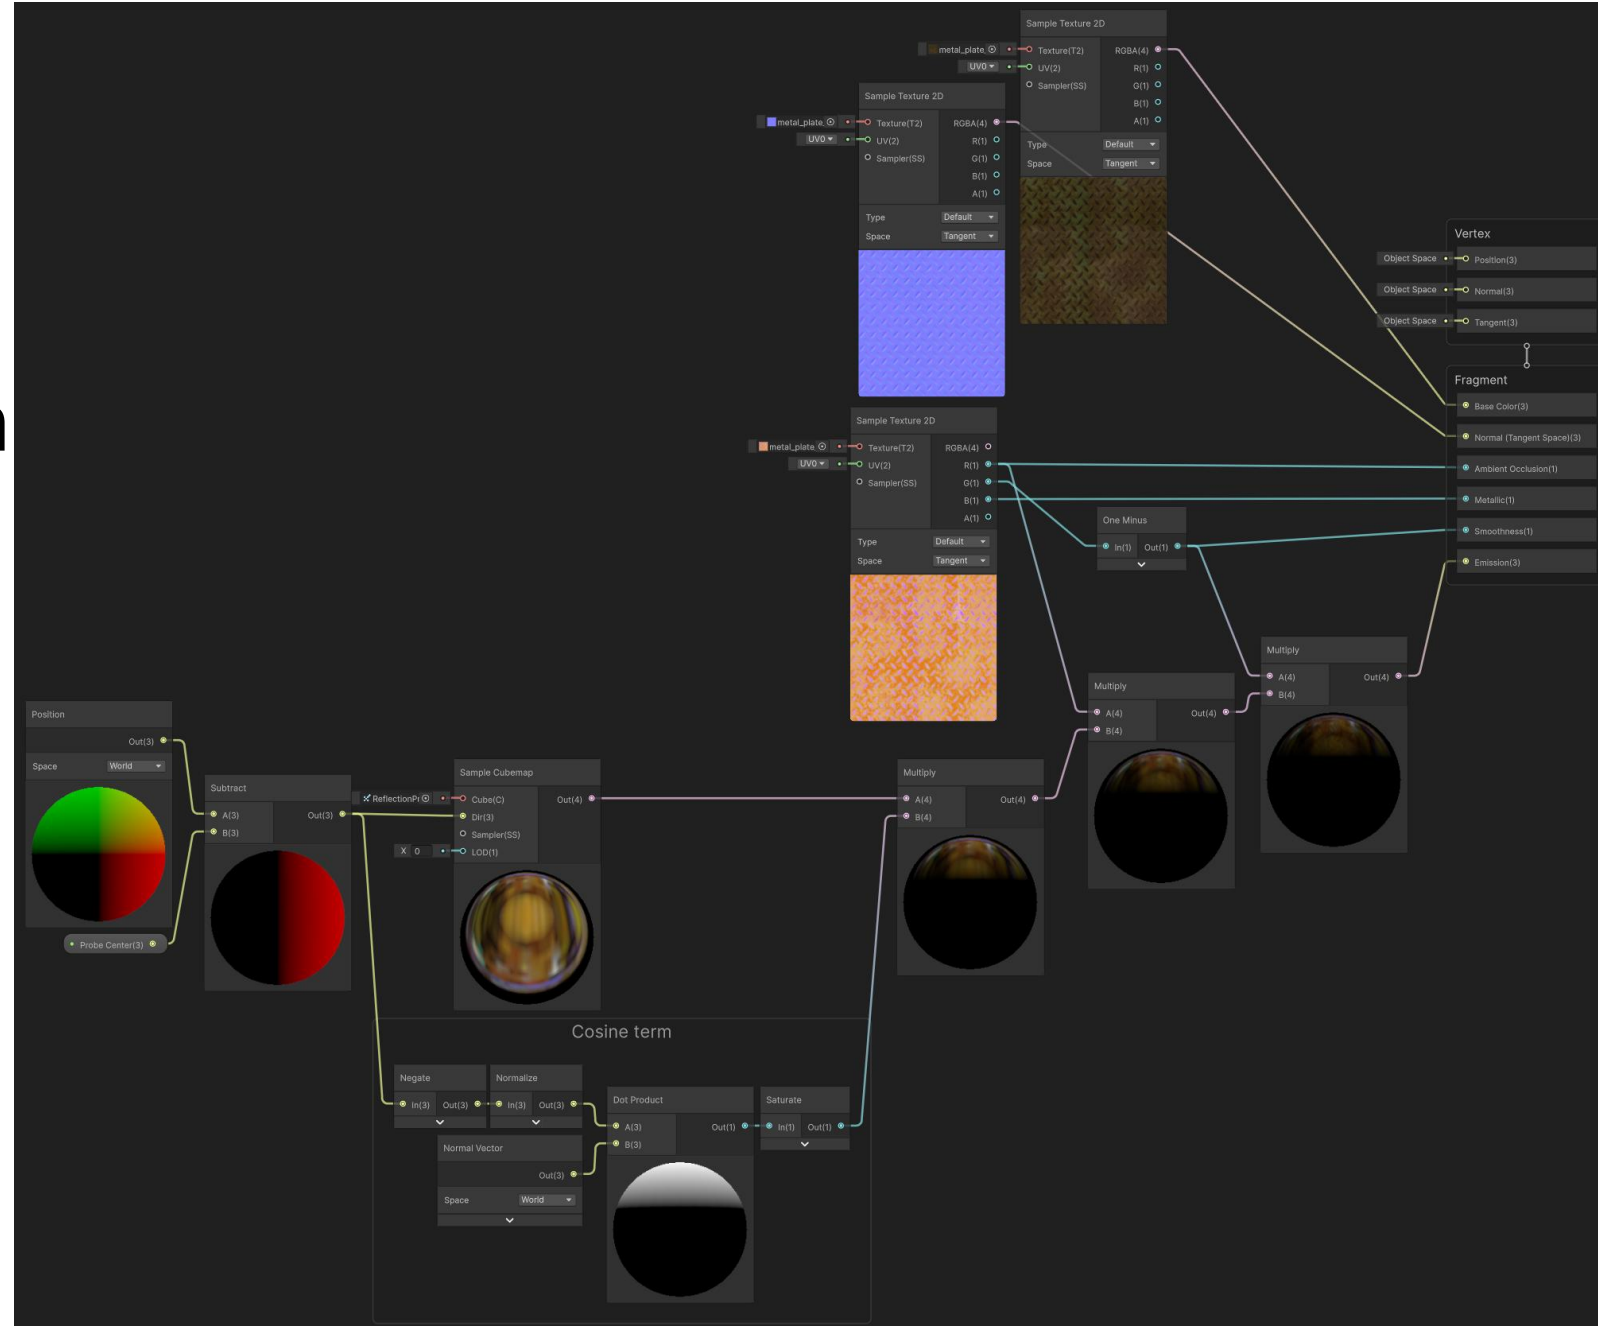 Sample Texture 2D
metal_plate_
Texture(T2)
RGBA(4)
UV0
UV(2)
R(1)
Sampler(SS)
G(1)
B(1)
A(1)
Type
Default
Space
Tangent
Sample Texture 2D
metal_plate_
Texture(T2)
RGBA(4)
UV0
UV(2)
R(1)
Sampler(SS)
G(1)
B(1)
A(1)
Type
Default
Space
Tangent
Vertex
Object Space
Position(3)
Object Space
Normal(3)
Object Space
Tangent(3)
Fragment
Base Color(3)
Normal (Tangent Space)(3)
Ambient Occlusion(1)
Metallic(1)
Smoothness(1)
Emission(3)
Sample Texture 2D
metal_plate_
Texture(T2)
RGBA(4)
UV0
UV(2)
R(1)
Sampler(SS)
G(1)
B(1)
A(1)
Type
Default
Space
Tangent
One Minus
In(1)
Out(1)
Multiply
A(4)
Out(4)
B(4)
Multiply
A(4)
Out(4)
B(4)
Position
Out(3)
Space
World
Probe Center(3)
Subtract
A(3)
Out(3)
B(3)
Sample Cubemap
ReflectionPr
Cube(C)
Out(4)
Dir(3)
Sampler(SS)
X 0
LOD(1)
Multiply
A(4)
Out(4)
B(4)
Cosine term
Negate
In(3)
Out(3)
Normalize
In(3)
Out(3)
Normal Vector
Out(3)
Space
World
Dot Product
A(3)
Out(1)
B(3)
Saturate
In(1)
Out(1)